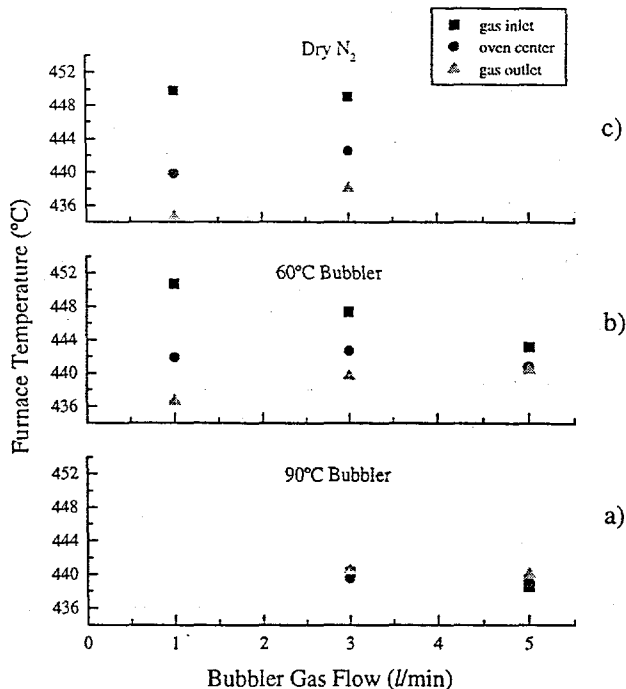 gas inlet
oven center
gas outlet
Dry N₂
452
448
444
440
436
c)
60°C Bubbler
452
448
444
440
436
b)
90°C Bubbler
452
448
444
440
436
a)
Furnace Temperature (°C)
0 1 2 3 4 5
Bubbler Gas Flow (l/min)